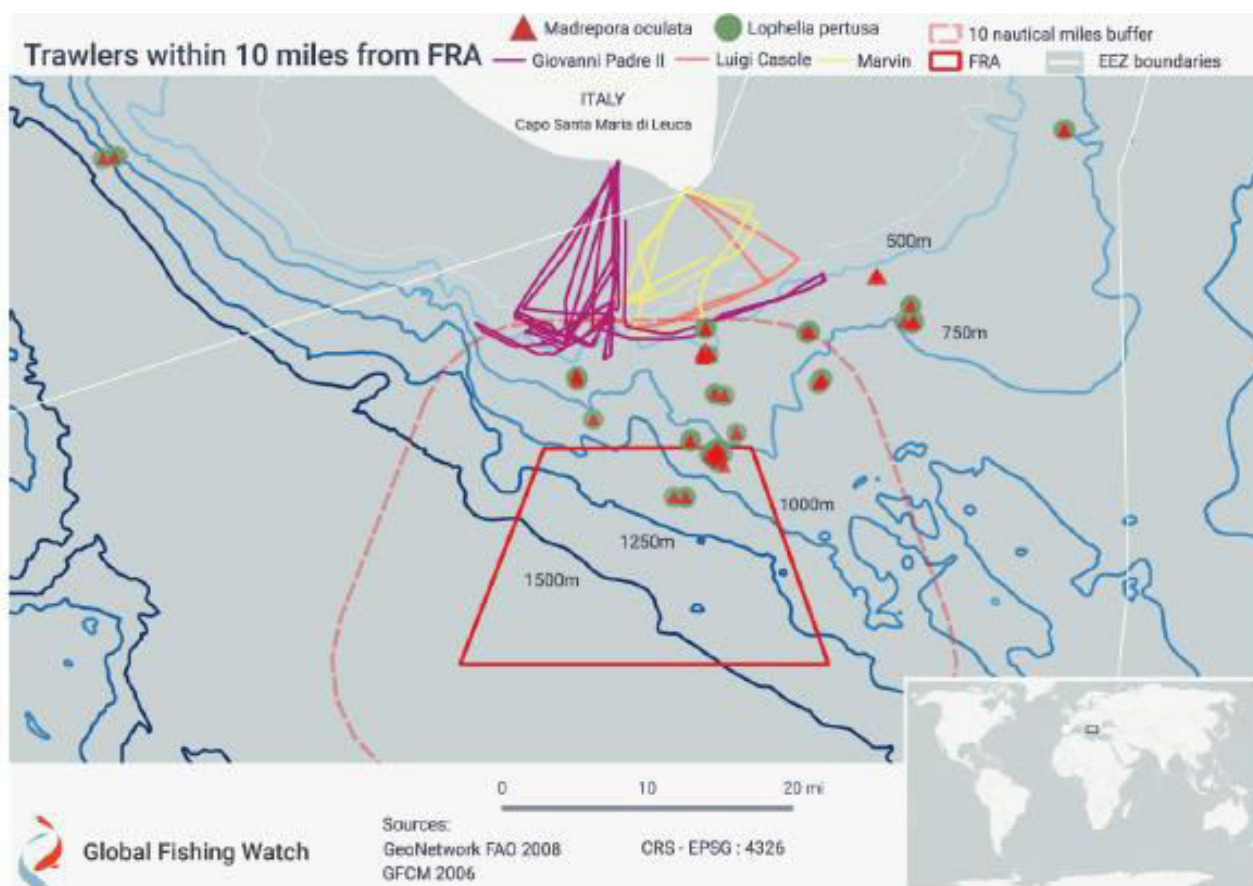 Trawlers within 10 miles from FRA
Madrepora oculata
Lophelia pertusa
10 nautical miles buffer
Giovanni Padre II
Luigi Casole
Marvin
FRA
EEZ boundaries
ITALY
Capo Santa Maria di Leuca
500m
750m
1000m
1250m
1500m
0 10 20 mi
Sources:
GeoNetwork FAO 2008
GFCM 2006
CRS - EPSG : 4326
Global Fishing Watch